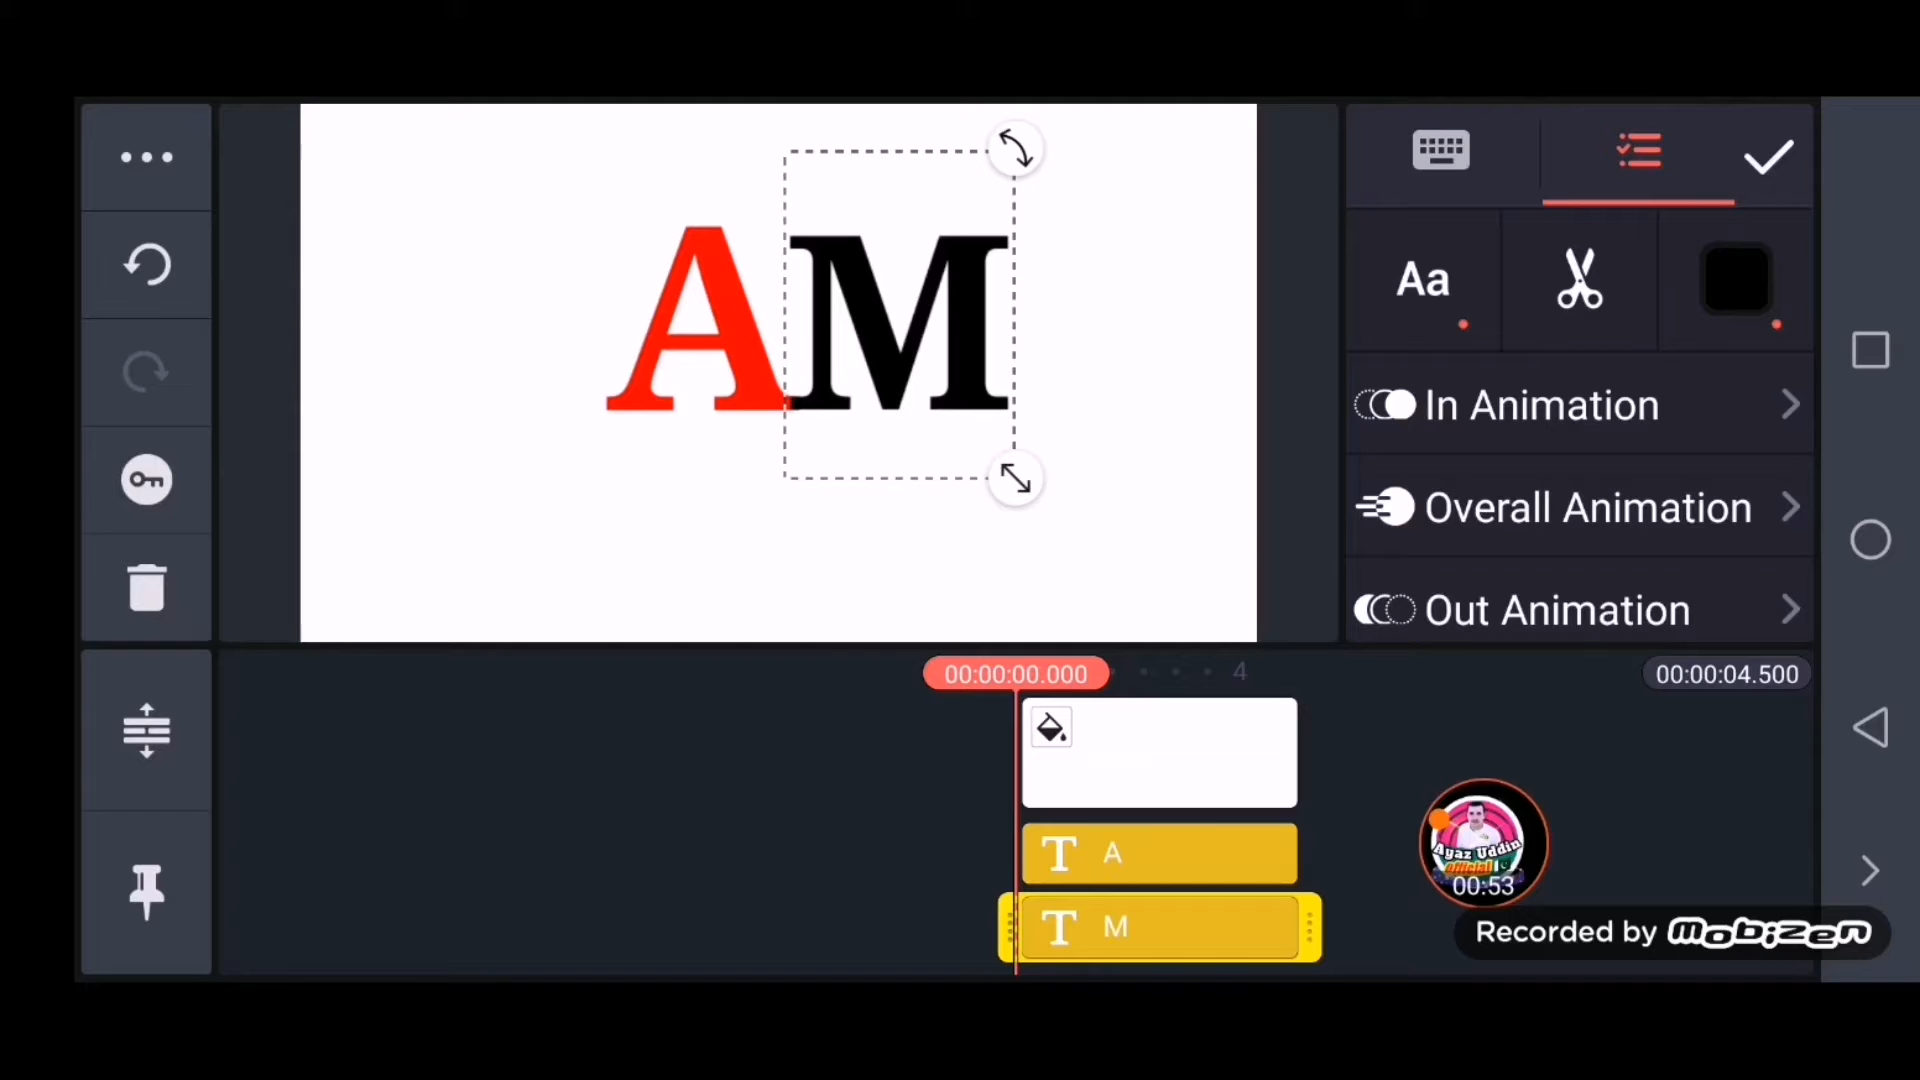 AM
Aa
In Animation
Overall Animation
Out Animation
00:00:00.000
4
00:00:04.500
A
M
Ayaz Uddin
official
00:53
Recorded by mobizen